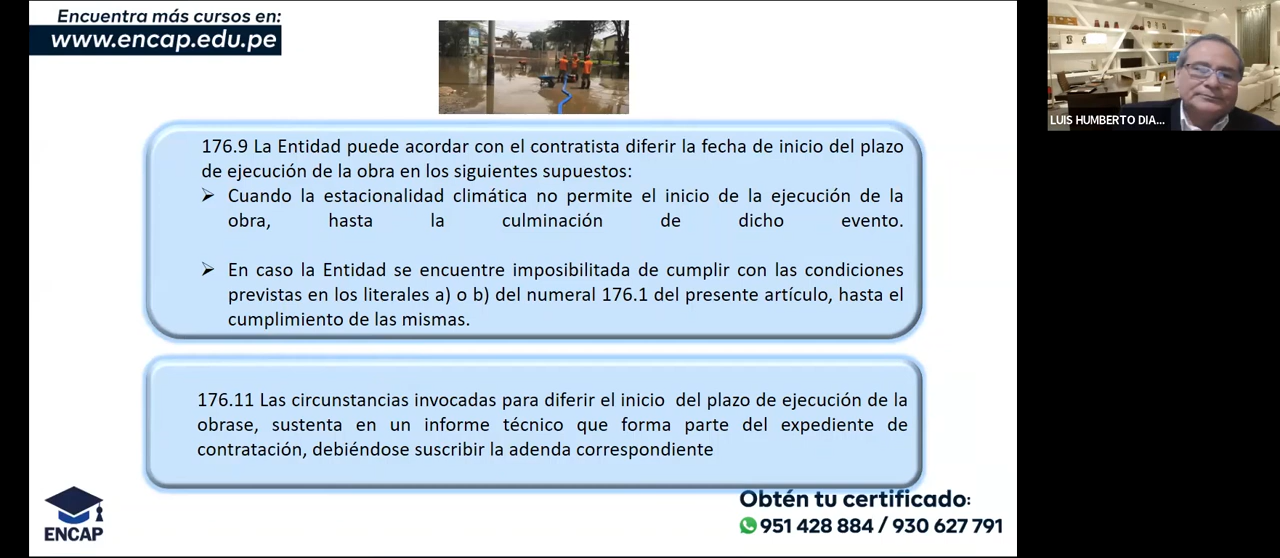 Encuentra más cursos en:
www.encap.edu.pe
LUIS HUMBERTO DIA...
176.9 La Entidad puede acordar con el contratista diferir la fecha de inicio del plazo
de ejecución de la obra en los siguientes supuestos:
➢ Cuando la estacionalidad climática no permite el inicio de la ejecución de la
obra, hasta la culminación de dicho evento.
➢ En caso la Entidad se encuentre imposibilitada de cumplir con las condiciones
previstas en los literales a) o b) del numeral 176.1 del presente artículo, hasta el
cumplimiento de las mismas.
176.11 Las circunstancias invocadas para diferir el inicio del plazo de ejecución de la
obrase, sustenta en un informe técnico que forma parte del expediente de
contratación, debiéndose suscribir la adenda correspondiente
ENCAP
Obtén tu certificado:
951 428 884 / 930 627 791